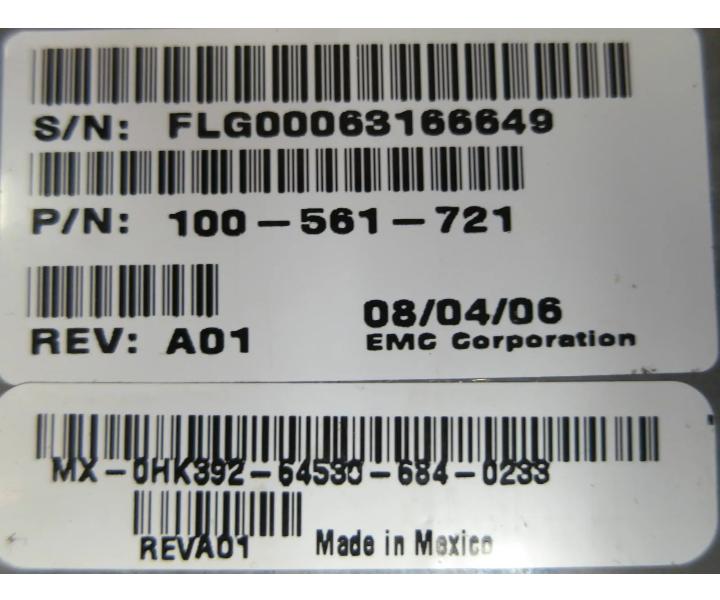 S/N: FLG00063166649
P/N: 100-561-721
08/04/06
REV: A01 EMC Corporation
MX-0HK392-64530-684-0233
REVA01 Made in Mexico